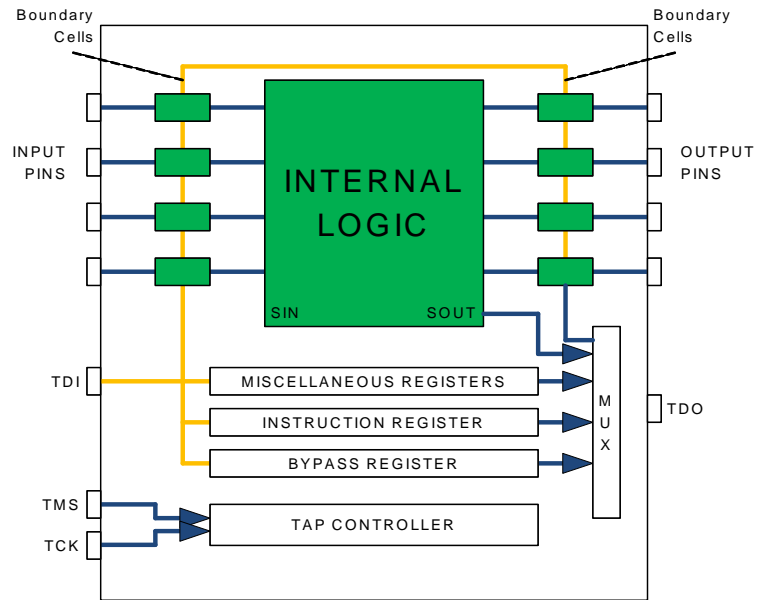 Boundary
Cells
Boundary
Cells
INPUT
PINS
INTERNAL
LOGIC
OUTPUT
PINS
SIN
SOUT
TDI
MISCELLANEOUS REGISTERS
INSTRUCTION REGISTER
BYPASS REGISTER
M
U
X
TDO
TMS
TCK
TAP CONTROLLER